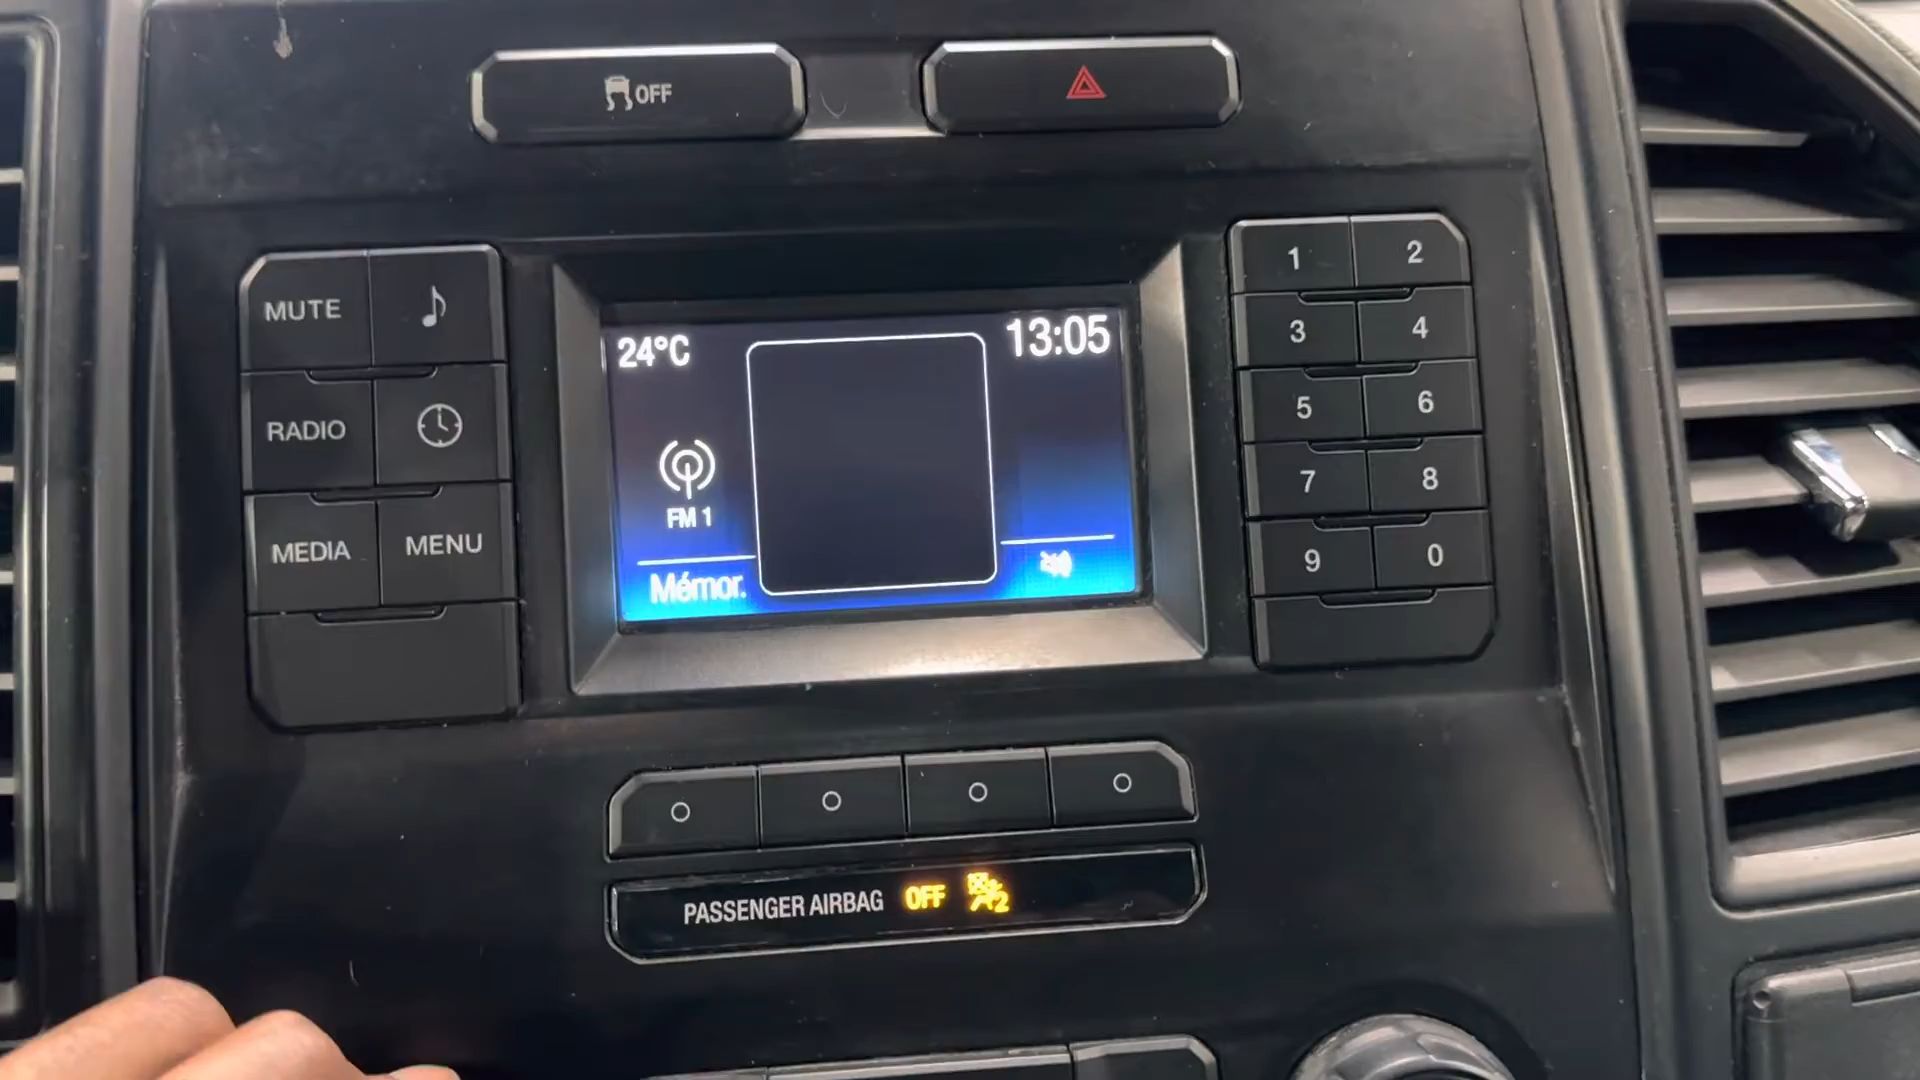 OFF
MUTE
RADIO
MEDIA MENU
24°C
13:05
FM 1
Mémor.
1 2
3 4
5 6
7 8
9 0
PASSENGER AIRBAG OFF 2